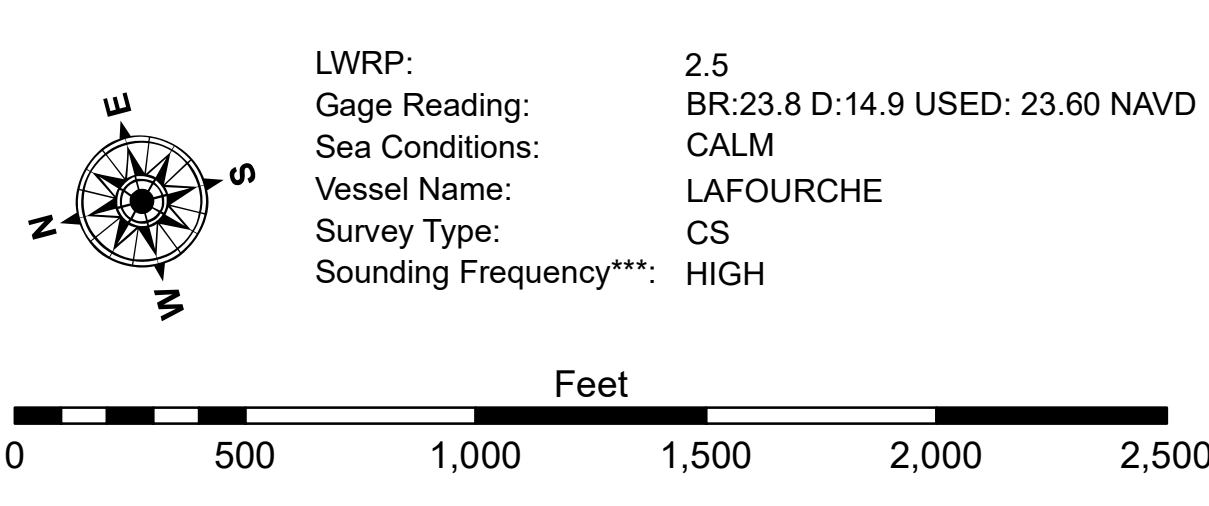 E
S
N
W
LWRP: 2.5
Gage Reading: BR:23.8 D:14.9 USED: 23.60 NAVD
Sea Conditions: CALM
Vessel Name: LAFOURCHE
Survey Type: CS
Sounding Frequency***: HIGH
Feet
0 500 1,000 1,500 2,000 2,500